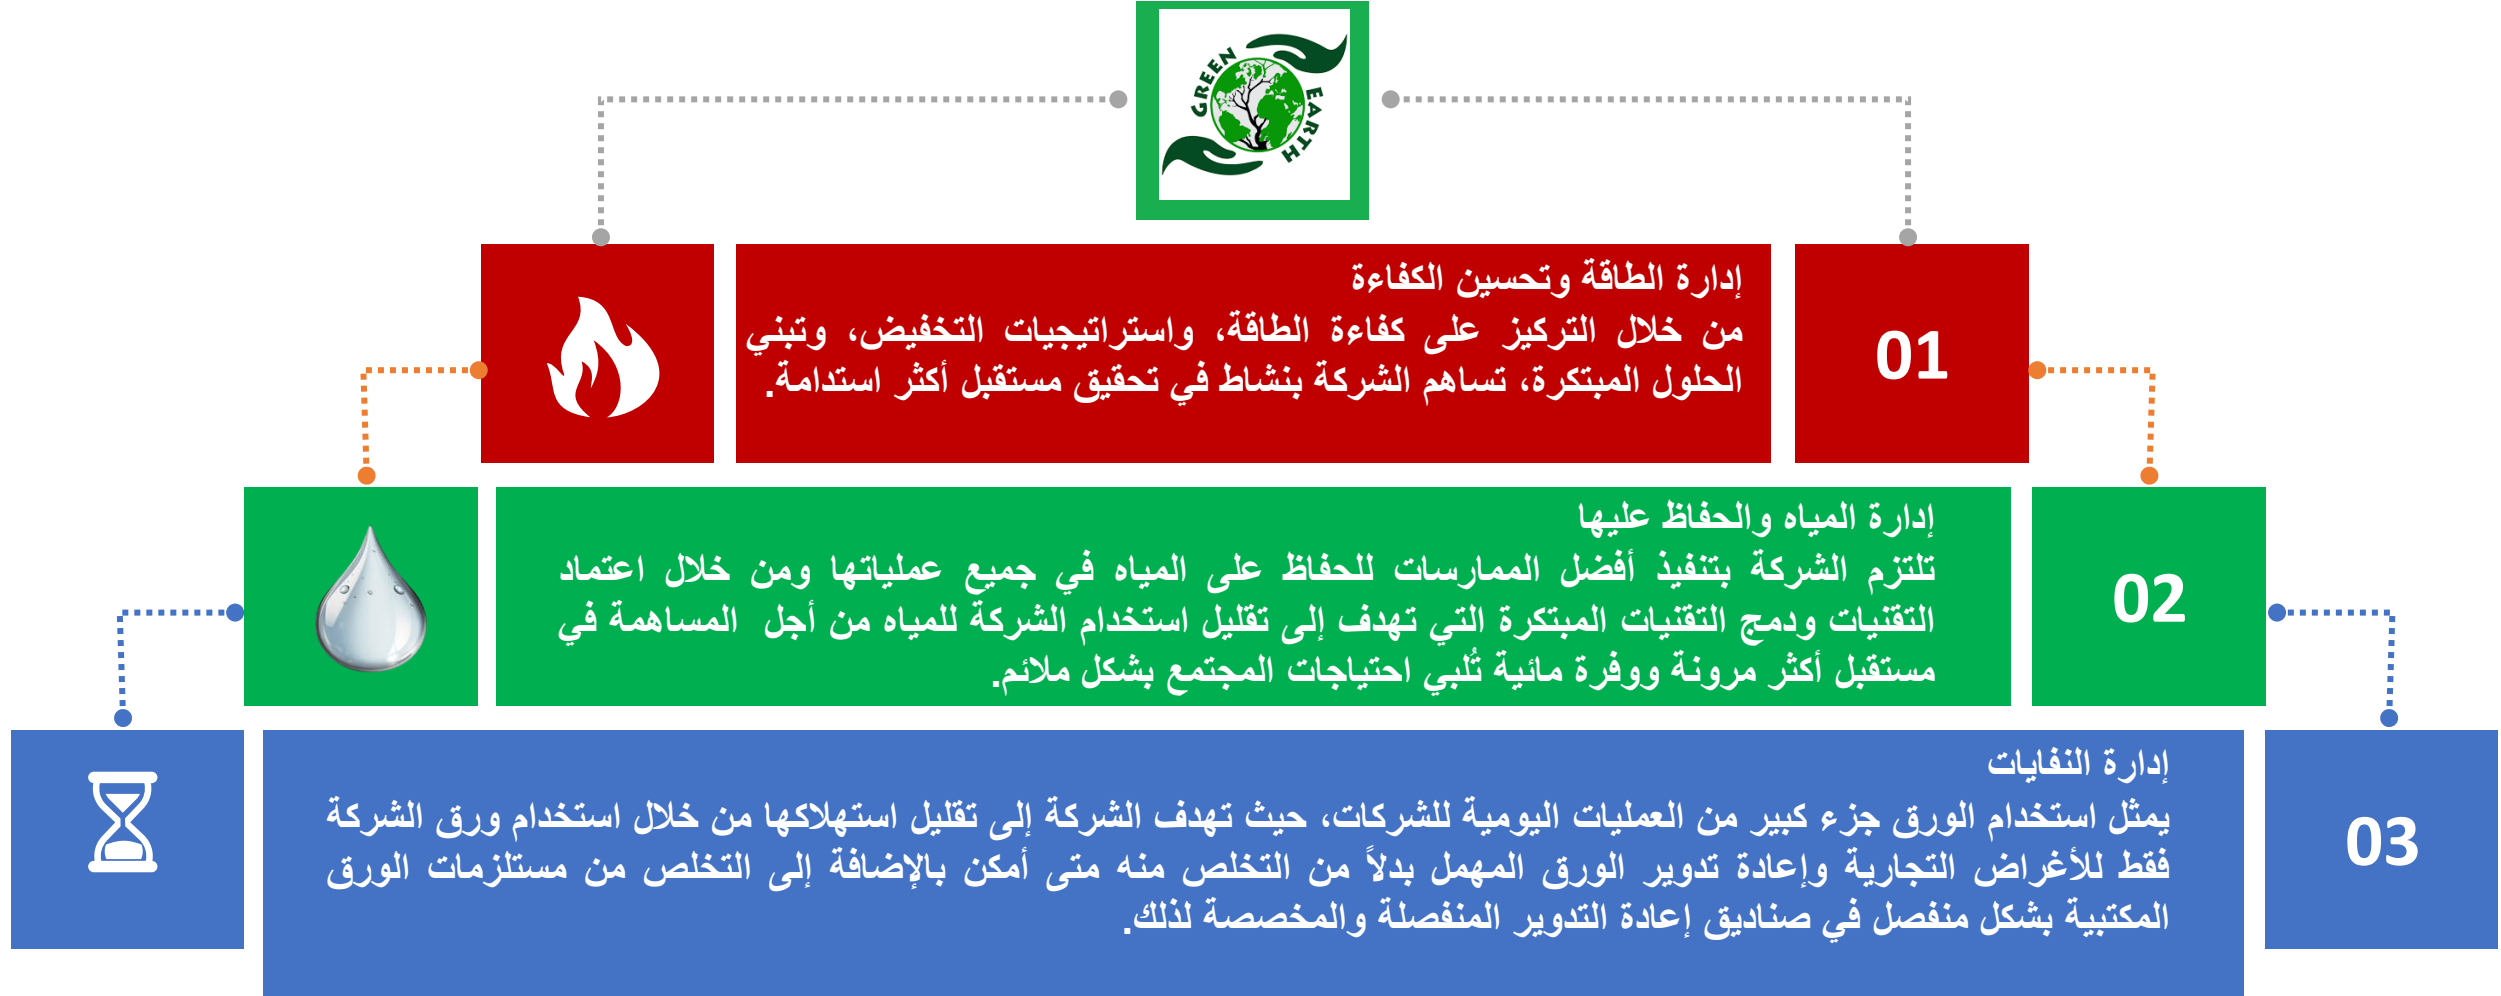 GREEN EARTH
01
إدارة الطاقة وتحسين الكفاءة
من خلال التركيز على كفاءة الطاقة، واستراتيجيات التخفيض، وتبني
الحلول المبتكرة، تساهم الشركة بنشاط في تحقيق مستقبل أكثر استدامة.
02
إدارة المياه والحفاظ عليها
تلتزم الشركة بتنفيذ أفضل الممارسات للحفاظ على المياه في جميع عملياتها ومن خلال اعتماد
التقنيات ودمج التقنيات المبتكرة التي تهدف إلى تقليل استخدام الشركة للمياه من أجل المساهمة في
مستقبل أكثر مرونة ووفرة مائية تُلبي احتياجات المجتمع بشكل ملائم.
03
إدارة النفايات
يمثل استخدام الورق جزء كبير من العمليات اليومية للشركات، حيث تهدف الشركة إلى تقليل استهلاكها من خلال استخدام ورق الشركة
فقط للأغراض التجارية وإعادة تدوير الورق المهمل بدلاً من التخلص منه متى أمكن بالإضافة إلى التخلص من مستلزمات الورق
المكتبية بشكل منفصل في صناديق إعادة التدوير المنفصلة والمخصصة لذلك.